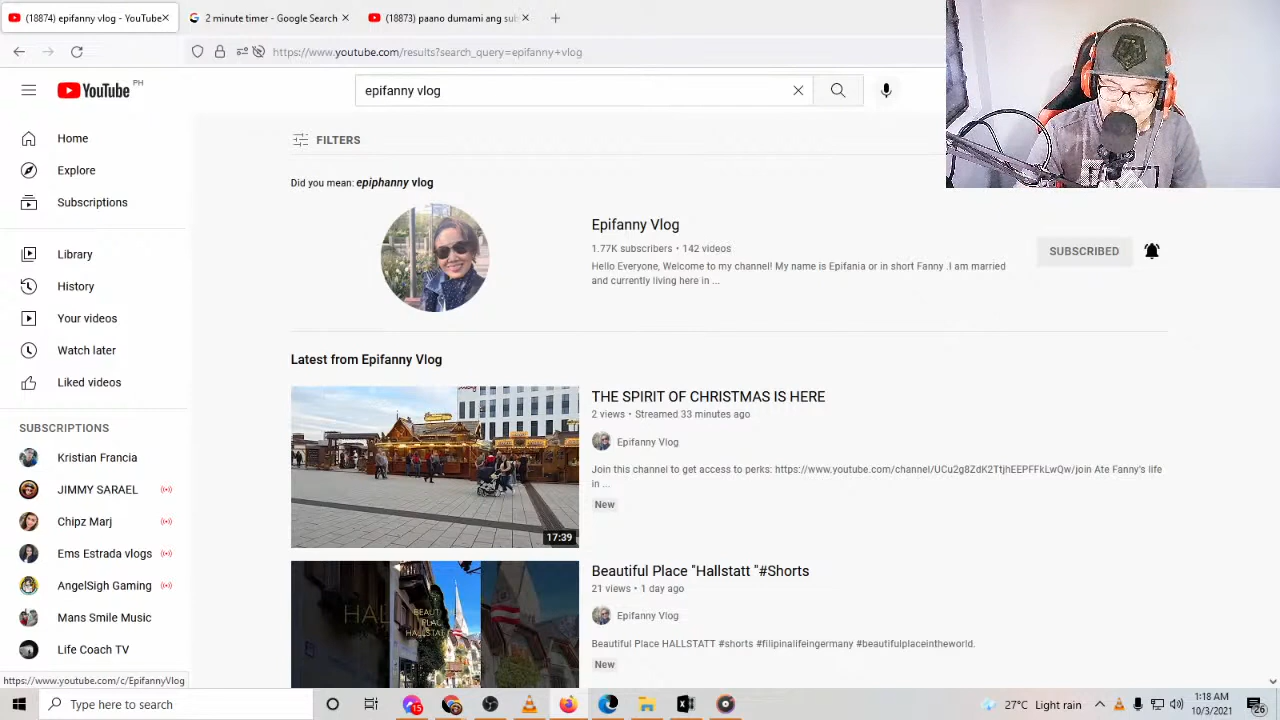 (18874) epifanny vlog - YouTube
2 minute timer - Google Search
(18873) paano dumami ang sub
https://www.youtube.com/results?search_query=epifanny+vlog
YouTube PH
epifanny vlog
Home
Explore
Subscriptions
Library
History
Your videos
Watch later
Liked videos
SUBSCRIPTIONS
Kristian Francia
JIMMY SARAEL
Chipz Marj
Ems Estrada vlogs
AngelSigh Gaming
Mans Smile Music
Life Coach TV
FILTERS
Did you mean: epiphanny vlog
Epifanny Vlog
1.77K subscribers • 142 videos
Hello Everyone, Welcome to my channel! My name is Epifania or in short Fanny .I am married
and currently living here in ...
SUBSCRIBED
Latest from Epifanny Vlog
17:39
THE SPIRIT OF CHRISTMAS IS HERE
2 views • Streamed 33 minutes ago
Epifanny Vlog
Join this channel to get access to perks: https://www.youtube.com/channel/UCu2g8ZdK2TtjhEEPFFkLwQw/join Ate Fanny's life
in ...
New
HAL
BEAUT
PLAC
HALLSTAT
Beautiful Place "Hallstatt "#Shorts
21 views • 1 day ago
Epifanny Vlog
Beautiful Place HALLSTATT #shorts #filipinalifeingermany #beautifulplaceintheworld.
New
https://www.youtube.com/c/EpifannyVlog
Type here to search
15
27°C Light rain
1:18 AM
10/3/2021
26